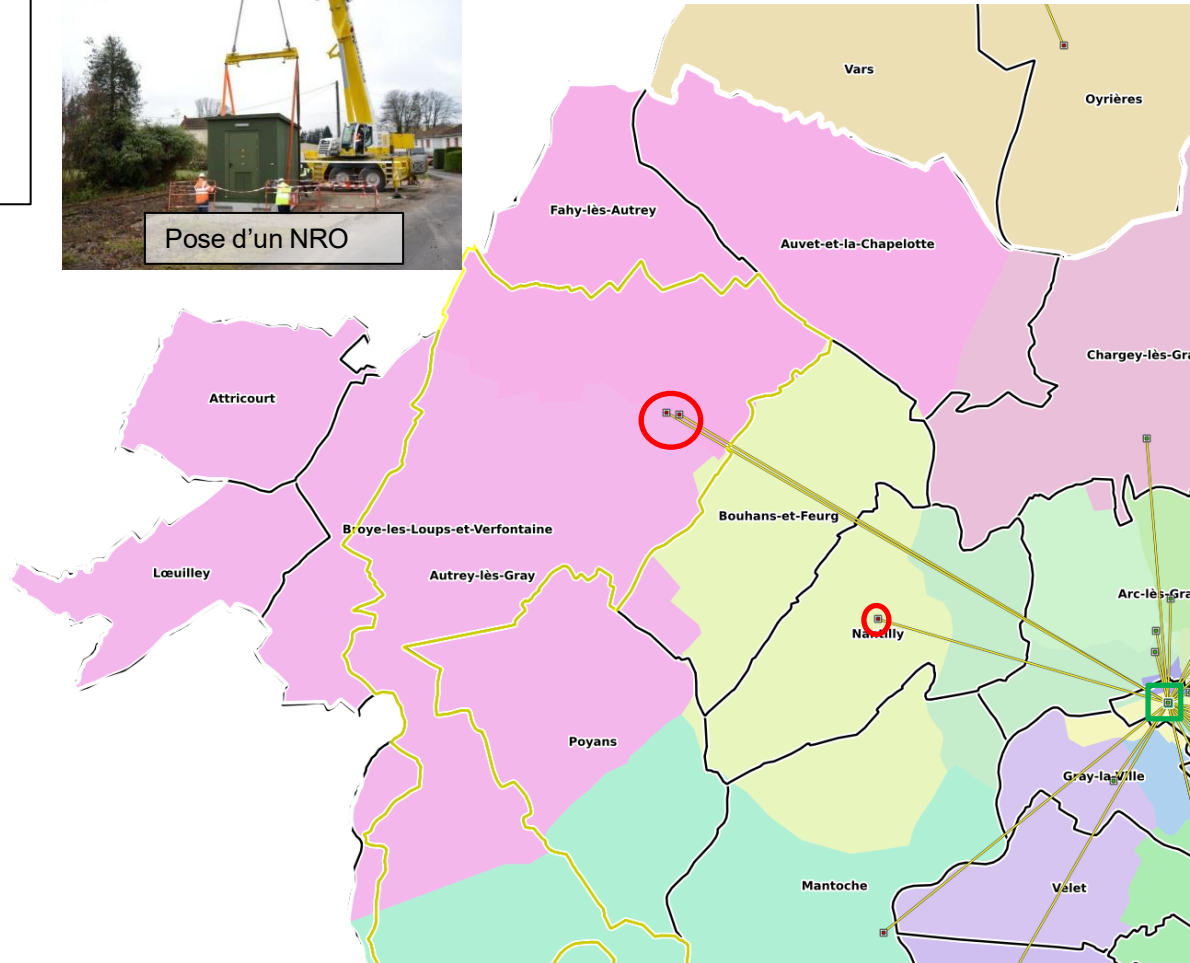 Pose d’un NRO
Vars
Oyrières
Fahy-lès-Autrey
Auvet-et-la-Chapelotte
Chargey-lès-Gra
Attricourt
Bouhans-et-Feurg
Broye-les-Loups-et-Verfontaine
Lœuilley
Autrey-lès-Gray
Arc-lès-Gra
Nantilly
Poyans
Gray-la-Ville
Mantoche
Velet